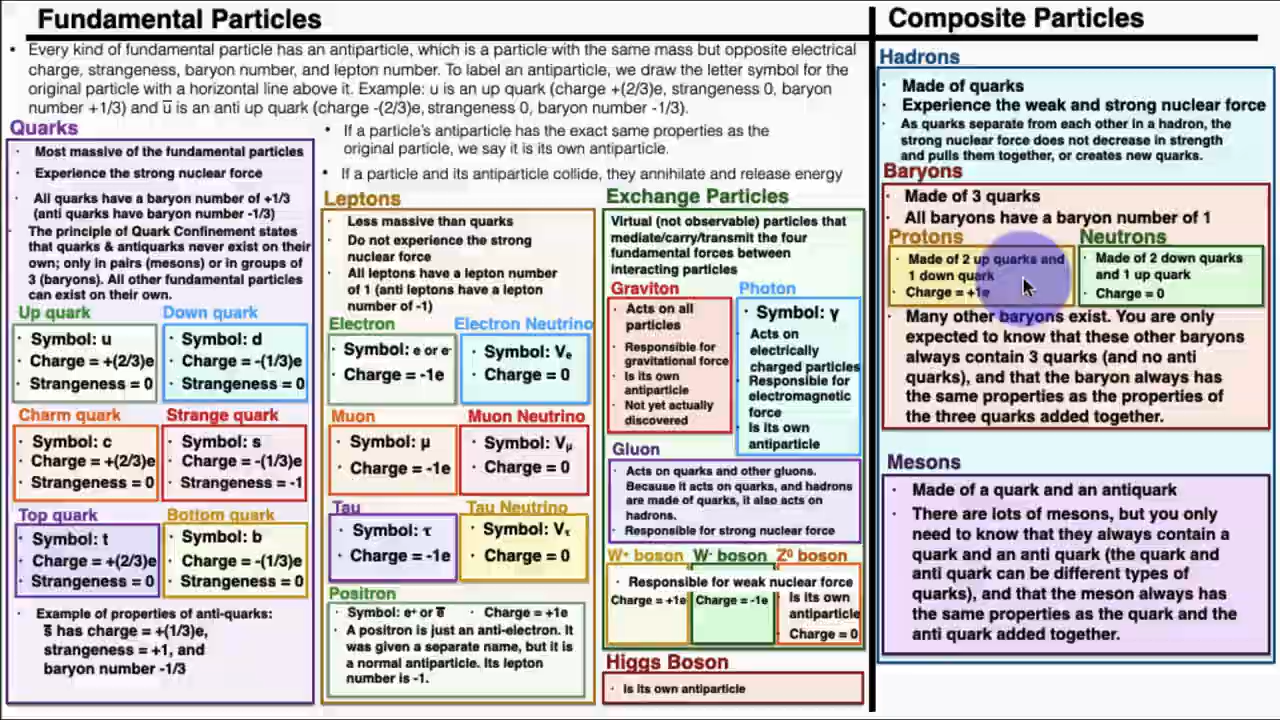 Fundamental Particles
• Every kind of fundamental particle has an antiparticle, which is a particle with the same mass but opposite electrical
charge, strangeness, baryon number, and lepton number. To label an antiparticle, we draw the letter symbol for the
original particle with a horizontal line above it. Example: u is an up quark (charge +(2/3)e, strangeness 0, baryon
number +1/3) and u̅ is an anti up quark (charge -(2/3)e, strangeness 0, baryon number -1/3).
• If a particle's antiparticle has the exact same properties as the
original particle, we say it is its own antiparticle.
• If a particle and its antiparticle collide, they annihilate and release energy
Quarks
· Most massive of the fundamental particles
· Experience the strong nuclear force
· All quarks have a baryon number of +1/3
(anti quarks have baryon number -1/3)
· The principle of Quark Confinement states
that quarks & antiquarks never exist on their
own; only in pairs (mesons) or in groups of
3 (baryons). All other fundamental particles
can exist on their own.
Up quark
· Symbol: u
· Charge = +(2/3)e
· Strangeness = 0
Down quark
· Symbol: d
· Charge = -(1/3)e
· Strangeness = 0
Charm quark
· Symbol: c
· Charge = +(2/3)e
· Strangeness = 0
Strange quark
· Symbol: s
· Charge = -(1/3)e
· Strangeness = -1
Top quark
· Symbol: t
· Charge = +(2/3)e
· Strangeness = 0
Bottom quark
· Symbol: b
· Charge = -(1/3)e
· Strangeness = 0
· Example of properties of anti-quarks:
s̅ has charge = +(1/3)e,
strangeness = +1, and
baryon number -1/3
Leptons
· Less massive than quarks
· Do not experience the strong
nuclear force
· All leptons have a lepton number
of 1 (anti leptons have a lepton
number of -1)
Electron
· Symbol: e or e⁻
· Charge = -1e
Electron Neutrino
· Symbol: Vₑ
· Charge = 0
Muon
· Symbol: μ
· Charge = -1e
Muon Neutrino
· Symbol: Vμ
· Charge = 0
Tau
· Symbol: τ
· Charge = -1e
Tau Neutrino
· Symbol: Vτ
· Charge = 0
Positron
· Symbol: e⁺ or e̅ · Charge = +1e
· A positron is just an anti-electron. It
was given a separate name, but it is
a normal antiparticle. Its lepton
number is -1.
Exchange Particles
Virtual (not observable) particles that
mediate/carry/transmit the four
fundamental forces between
interacting particles
Graviton
· Acts on all
particles
· Responsible for
gravitational force
· Is its own
antiparticle
· Not yet actually
discovered
Photon
· Symbol: γ
· Acts on
electrically
charged particles
· Responsible for
electromagnetic
force
· Is its own
antiparticle
Gluon
· Acts on quarks and other gluons.
Because it acts on quarks, and hadrons
are made of quarks, it also acts on
hadrons.
· Responsible for strong nuclear force
W⁺ boson W⁻ boson Z⁰ boson
· Responsible for weak nuclear force
Charge = +1e
Charge = -1e
· Is its own
antiparticle
· Charge = 0
Higgs Boson
· Is its own antiparticle
Composite Particles
Hadrons
· Made of quarks
· Experience the weak and strong nuclear force
· As quarks separate from each other in a hadron, the
strong nuclear force does not decrease in strength
and pulls them together, or creates new quarks.
Baryons
· Made of 3 quarks
· All baryons have a baryon number of 1
Protons
· Made of 2 up quarks and
1 down quark
· Charge = +1e
Neutrons
· Made of 2 down quarks
and 1 up quark
· Charge = 0
· Many other baryons exist. You are only
expected to know that these other baryons
always contain 3 quarks (and no anti
quarks), and that the baryon always has
the same properties as the properties of
the three quarks added together.
Mesons
· Made of a quark and an antiquark
· There are lots of mesons, but you only
need to know that they always contain a
quark and an anti quark (the quark and
anti quark can be different types of
quarks), and that the meson always has
the same properties as the quark and the
anti quark added together.